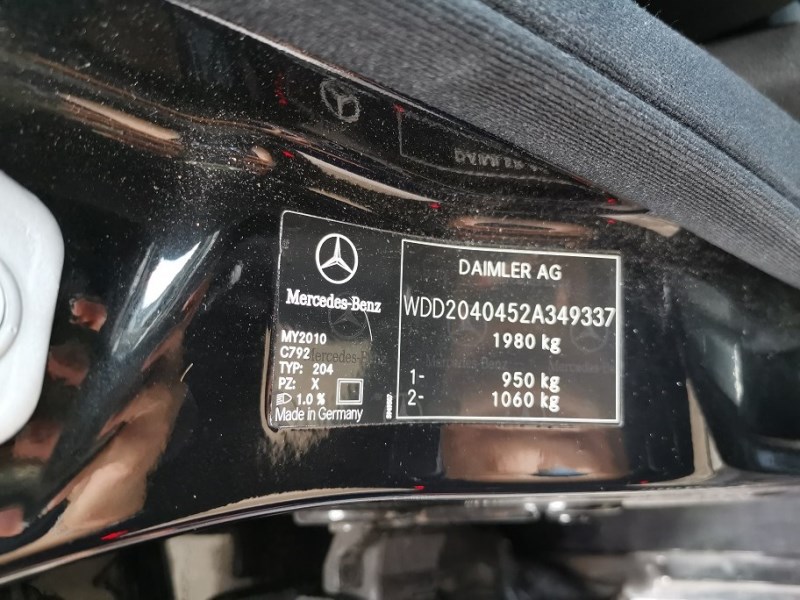 Mercedes-Benz
MY2010
C792
TYP: 204
PZ: X
1.0 %
Made in Germany
DAIMLER AG
WDD2040452A349337
1980 kg
1- 950 kg
2- 1060 kg